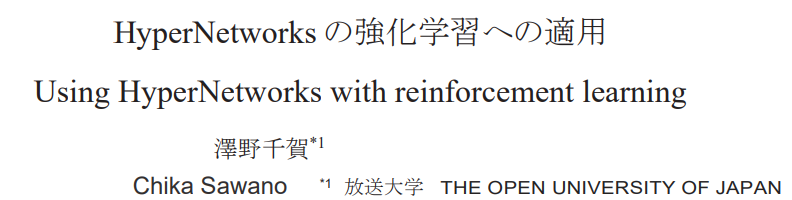 HyperNetworks の強化学習への適用
Using HyperNetworks with reinforcement learning
澤野千賀*1
Chika Sawano *1 放送大学 THE OPEN UNIVERSITY OF JAPAN